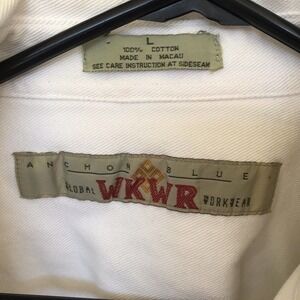 L
100% COTTON
MADE IN MACAU
SEE CARE INSTRUCTION AT SIDESEAM
ANCHOR BLUE
GLOBAL WKWR WORKWEAR